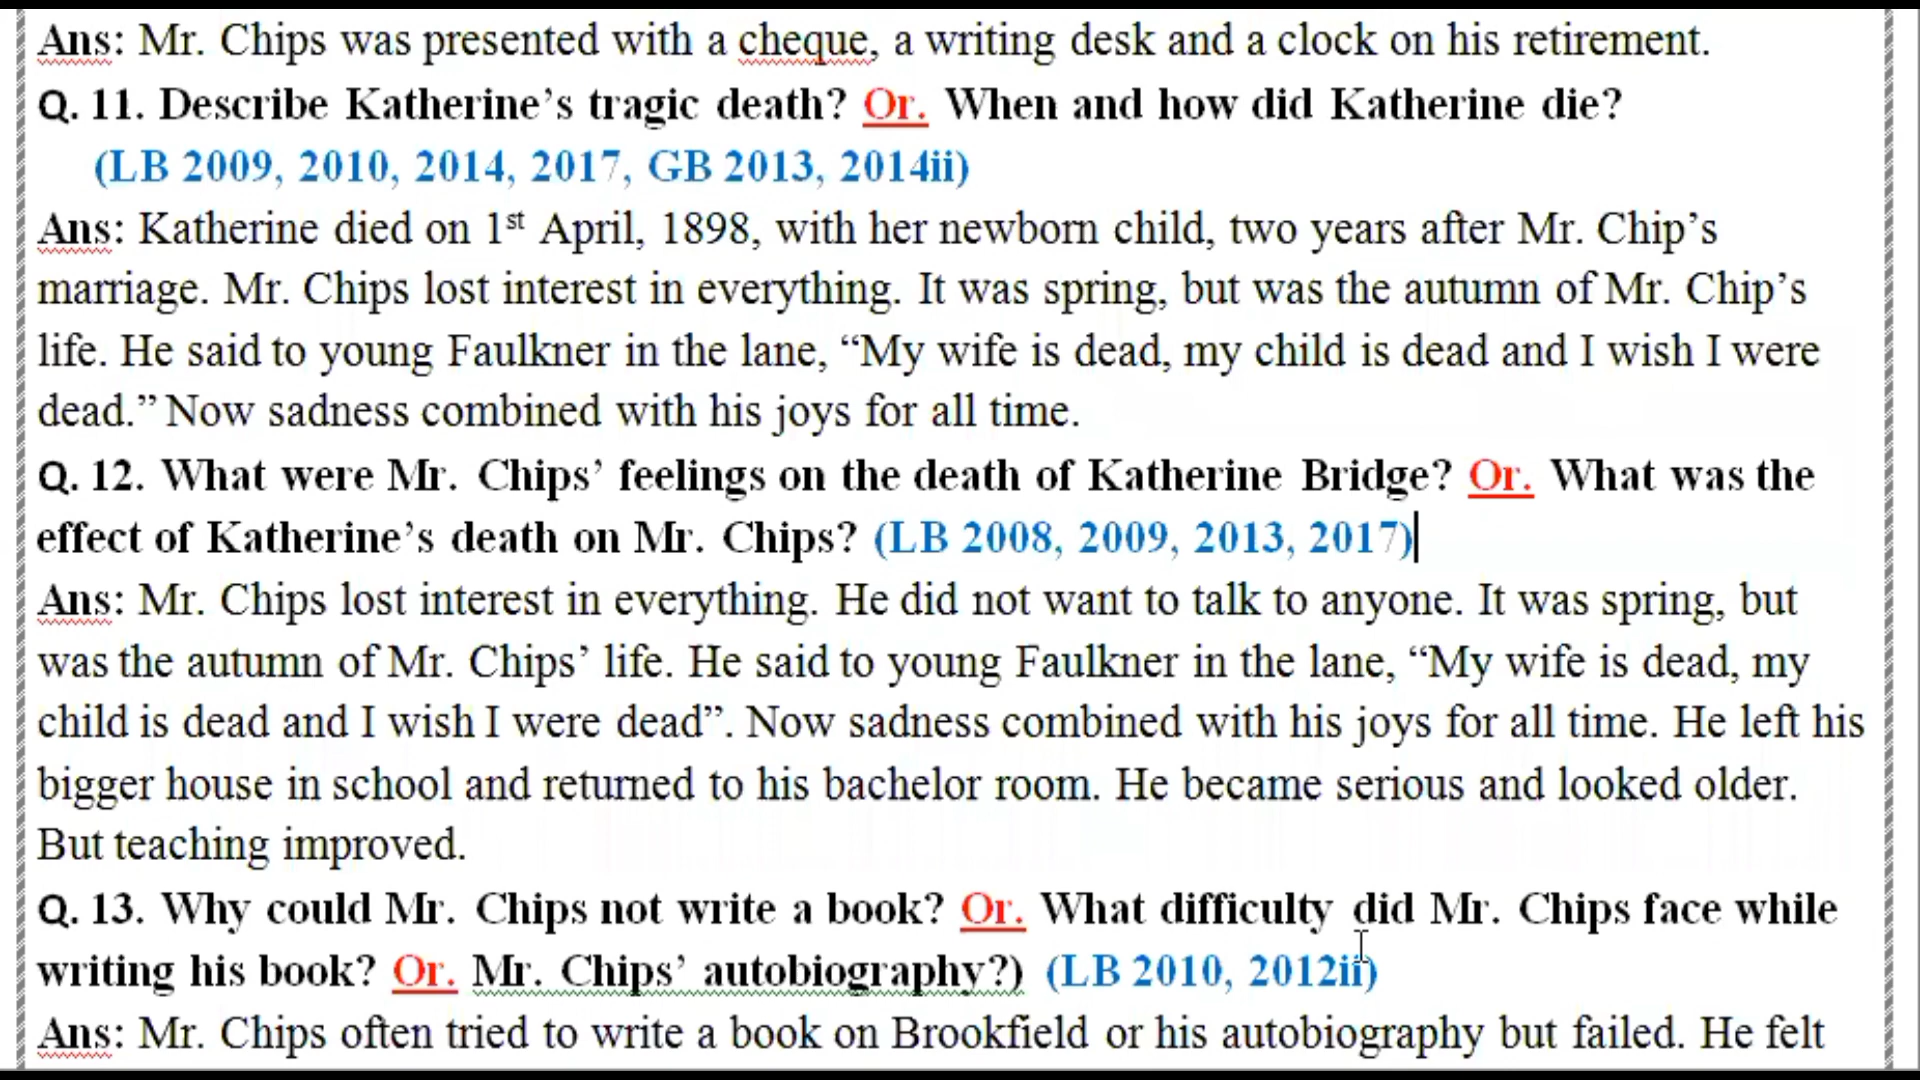 Ans: Mr. Chips was presented with a cheque, a writing desk and a clock on his retirement.
Q. 11. Describe Katherine’s tragic death? Or. When and how did Katherine die?
(LB 2009, 2010, 2014, 2017, GB 2013, 2014ii)
Ans: Katherine died on 1st April, 1898, with her newborn child, two years after Mr. Chip’s
marriage. Mr. Chips lost interest in everything. It was spring, but was the autumn of Mr. Chip’s
life. He said to young Faulkner in the lane, “My wife is dead, my child is dead and I wish I were
dead.” Now sadness combined with his joys for all time.
Q. 12. What were Mr. Chips’ feelings on the death of Katherine Bridge? Or. What was the
effect of Katherine’s death on Mr. Chips? (LB 2008, 2009, 2013, 2017)
Ans: Mr. Chips lost interest in everything. He did not want to talk to anyone. It was spring, but
was the autumn of Mr. Chips’ life. He said to young Faulkner in the lane, “My wife is dead, my
child is dead and I wish I were dead”. Now sadness combined with his joys for all time. He left his
bigger house in school and returned to his bachelor room. He became serious and looked older.
But teaching improved.
Q. 13. Why could Mr. Chips not write a book? Or. What difficulty did Mr. Chips face while
writing his book? Or. Mr. Chips’ autobiography?) (LB 2010, 2012ii)
Ans: Mr. Chips often tried to write a book on Brookfield or his autobiography but failed. He felt